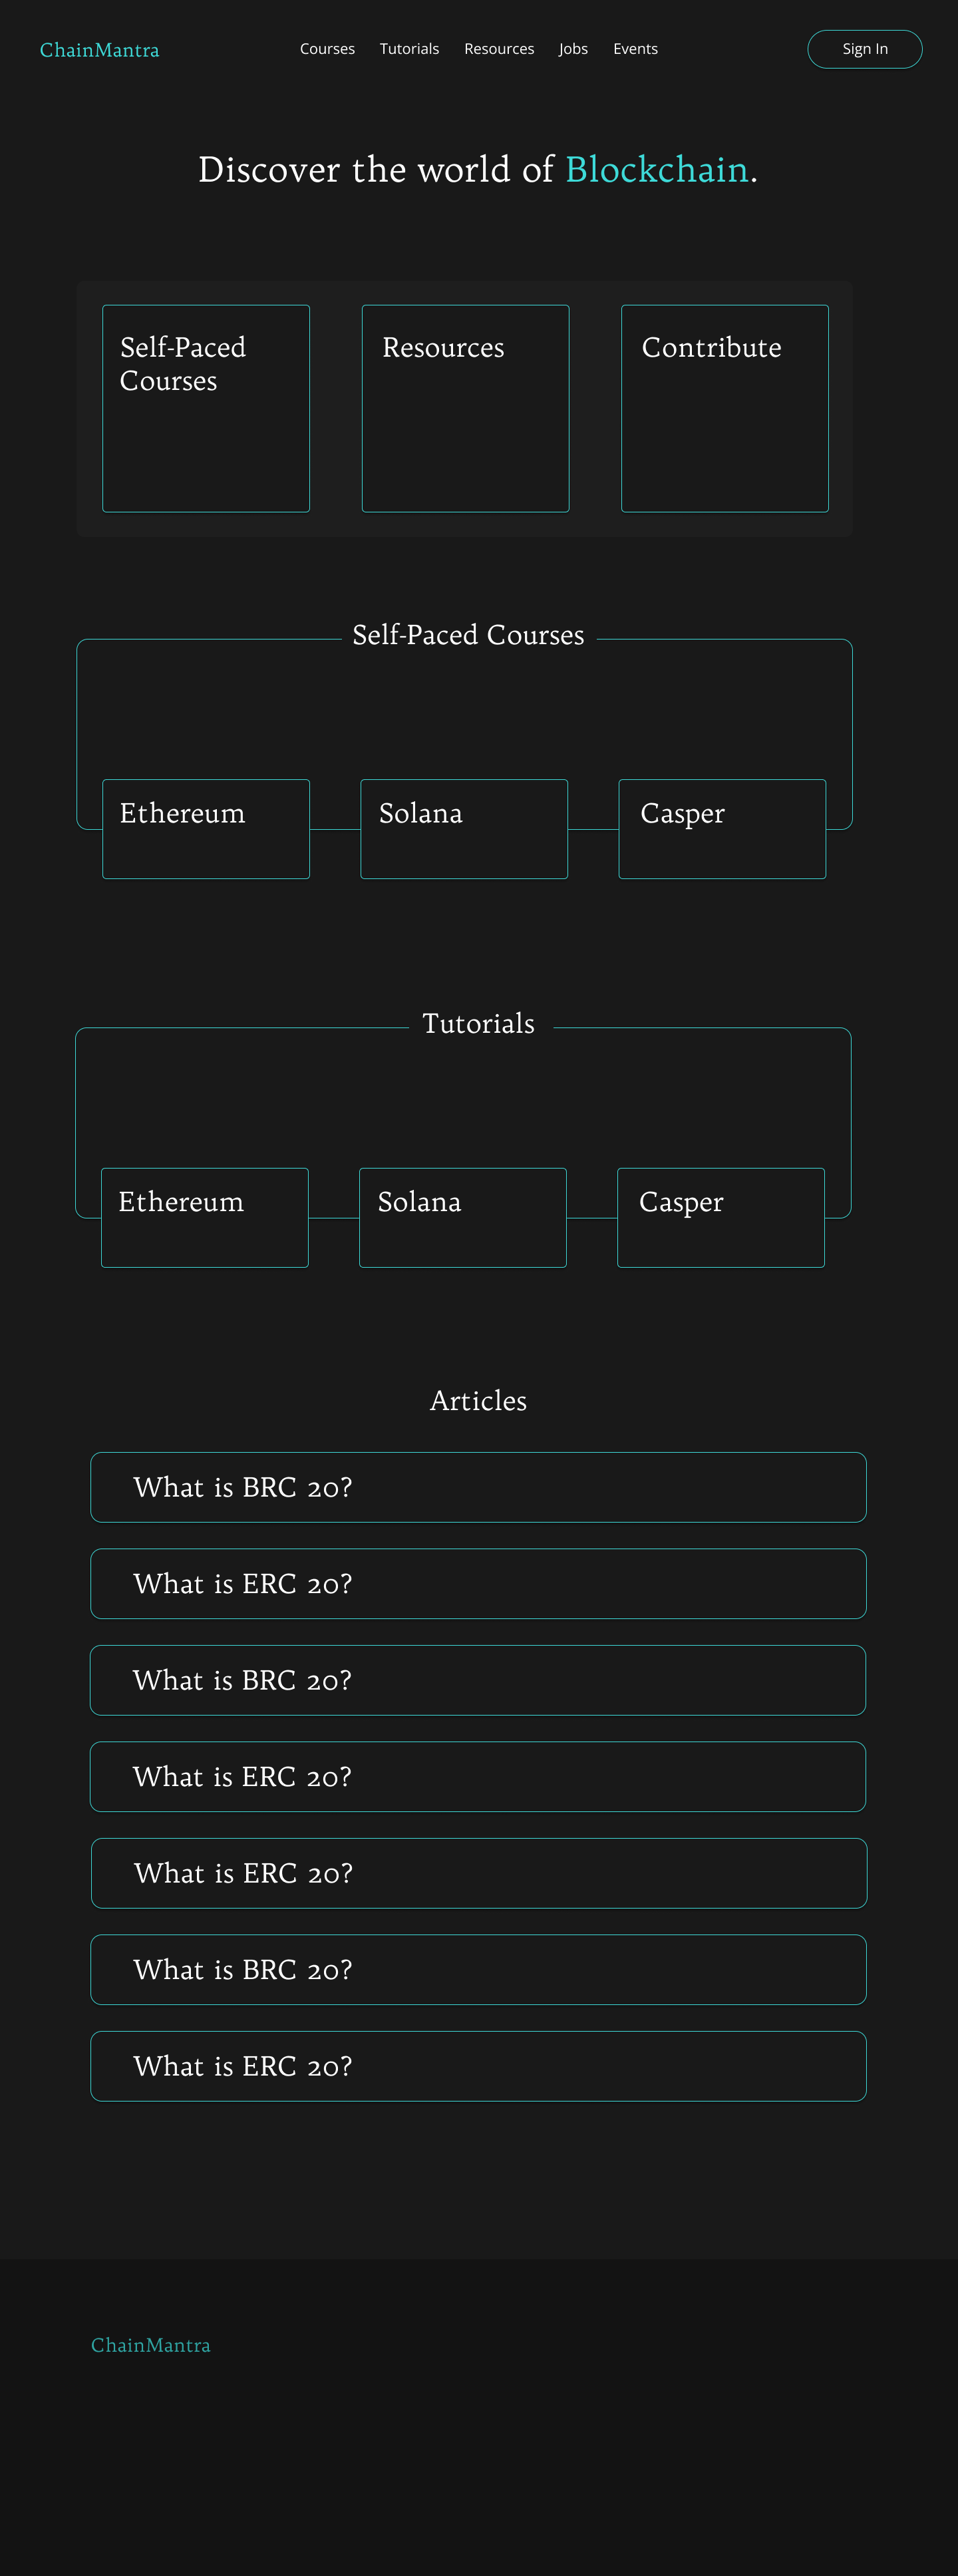 ChainMantra
Courses Tutorials Resources Jobs Events
Sign In
Discover the world of Blockchain.
Self-Paced
Courses
Resources
Contribute
Self-Paced Courses
Ethereum
Solana
Casper
Tutorials
Ethereum
Solana
Casper
Articles
What is BRC 20?
What is ERC 20?
What is BRC 20?
What is ERC 20?
What is ERC 20?
What is BRC 20?
What is ERC 20?
ChainMantra